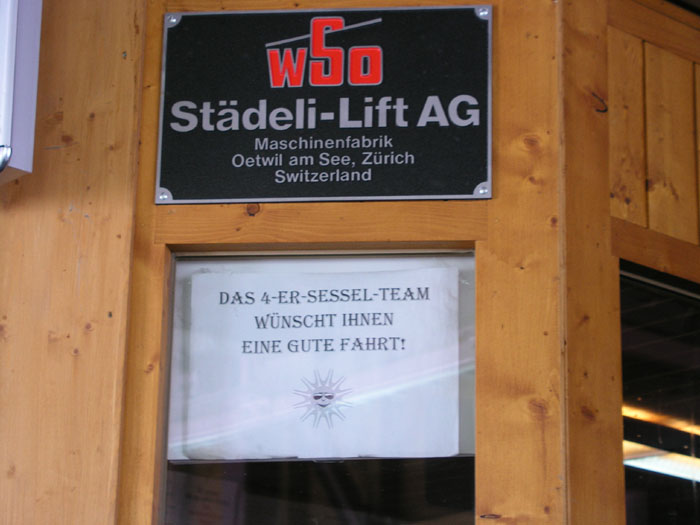 WSO
Städeli-Lift AG
Maschinenfabrik
Oetwil am See, Zürich
Switzerland
DAS 4-ER-SESSEL-TEAM
WÜNSCHT IHNEN
EINE GUTE FAHRT!